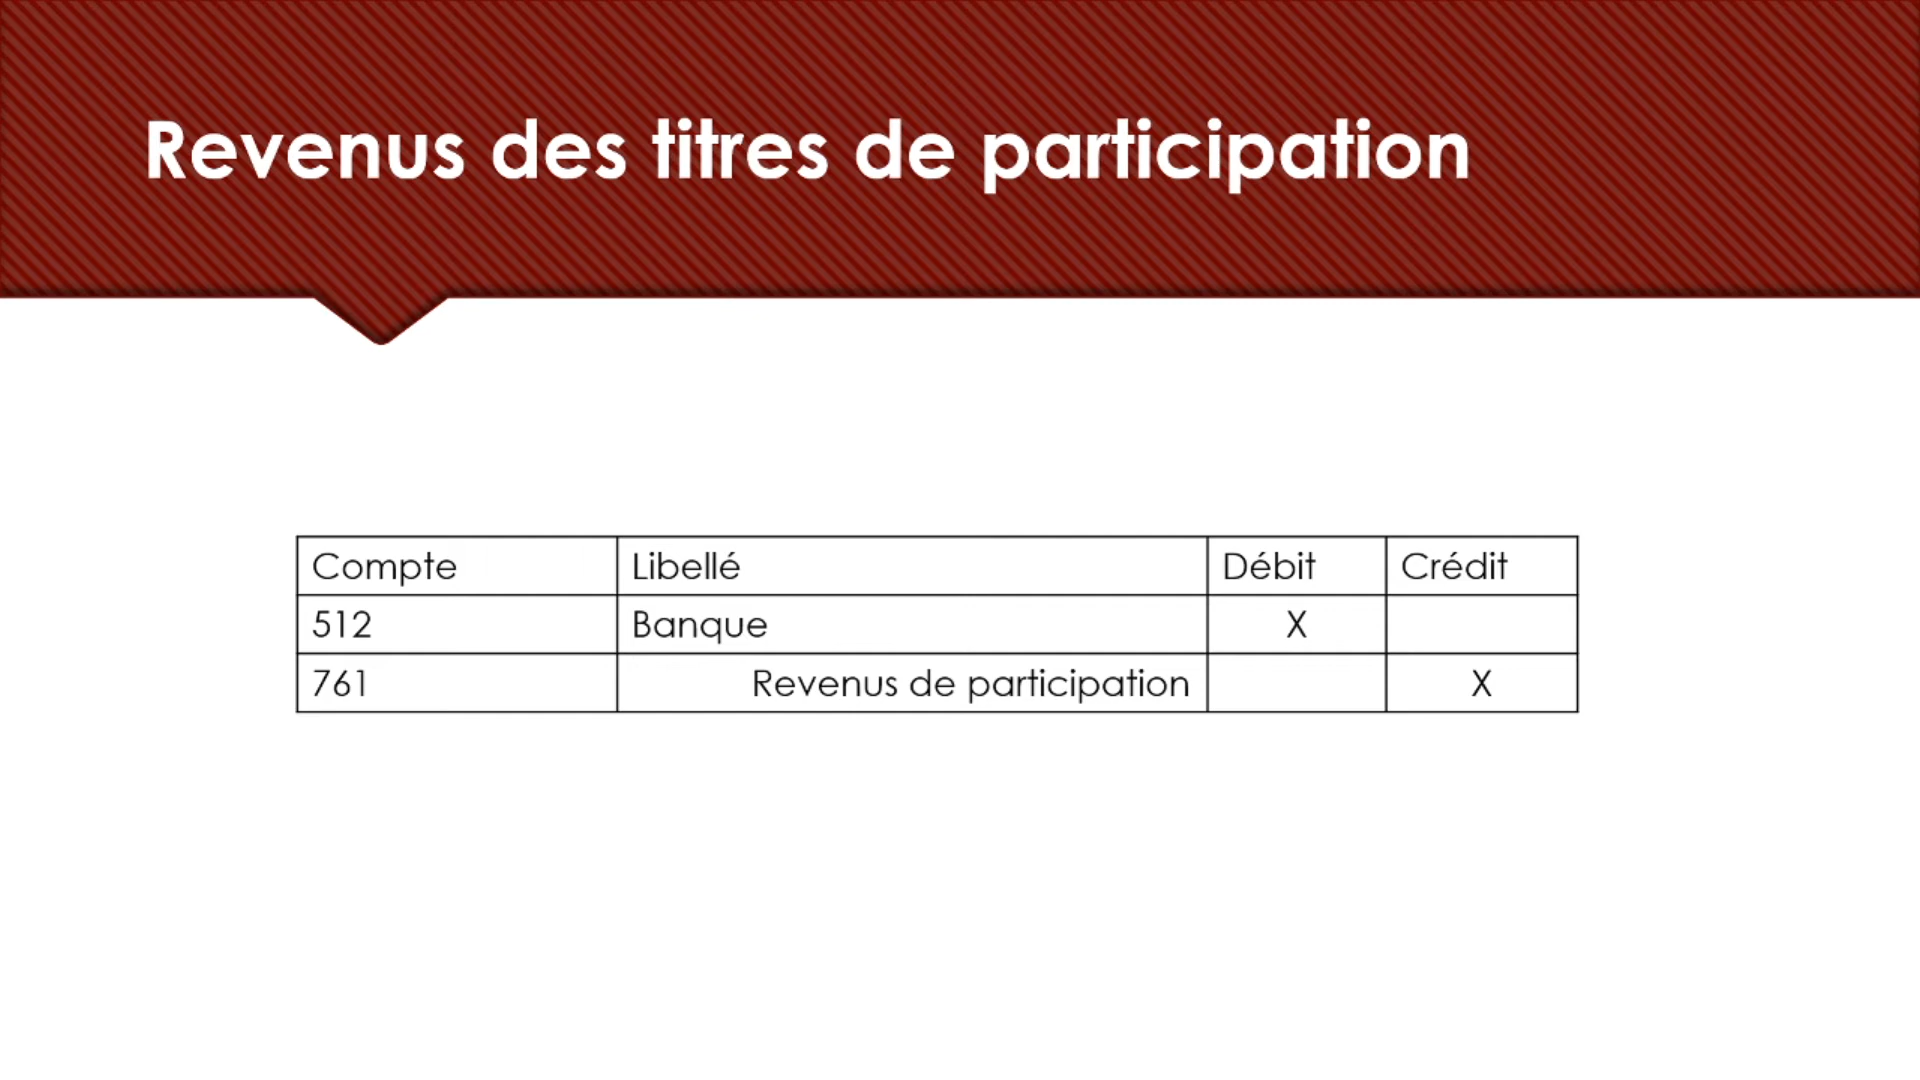 Revenus des titres de participation
Compte Libellé Débit Crédit
512 Banque X
761 Revenus de participation X